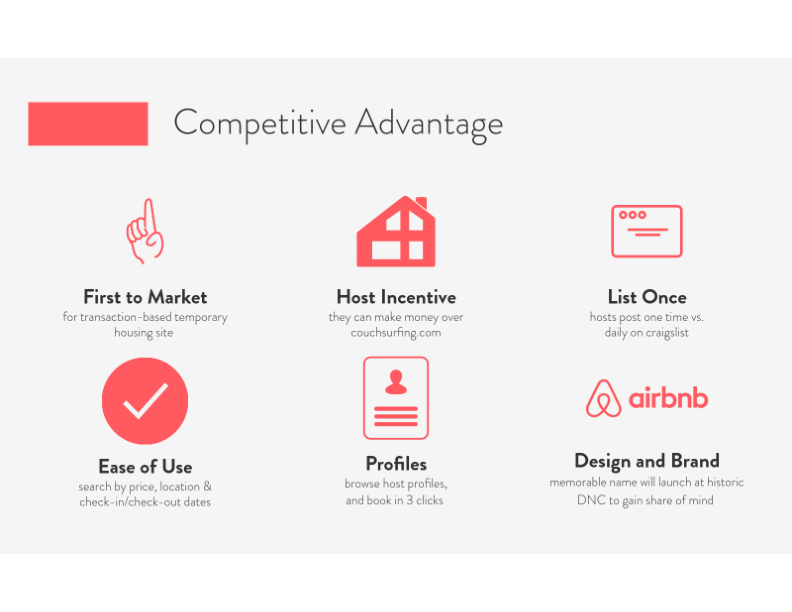 Competitive Advantage
First to Market
for transaction-based temporary
housing site
Host Incentive
they can make money over
couchsurfing.com
List Once
hosts post one time vs.
daily on craigslist
Ease of Use
search by price, location &
check-in/check-out dates
Profiles
browse host profiles,
and book in 3 clicks
airbnb
Design and Brand
memorable name will launch at historic
DNC to gain share of mind